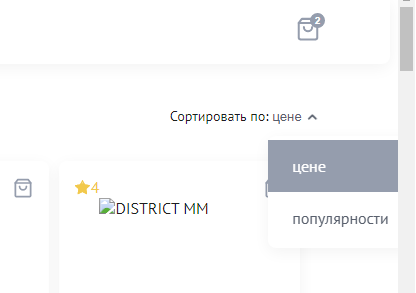 2
Сортировать по: цене
цене
4
DISTRICT MM
популярности